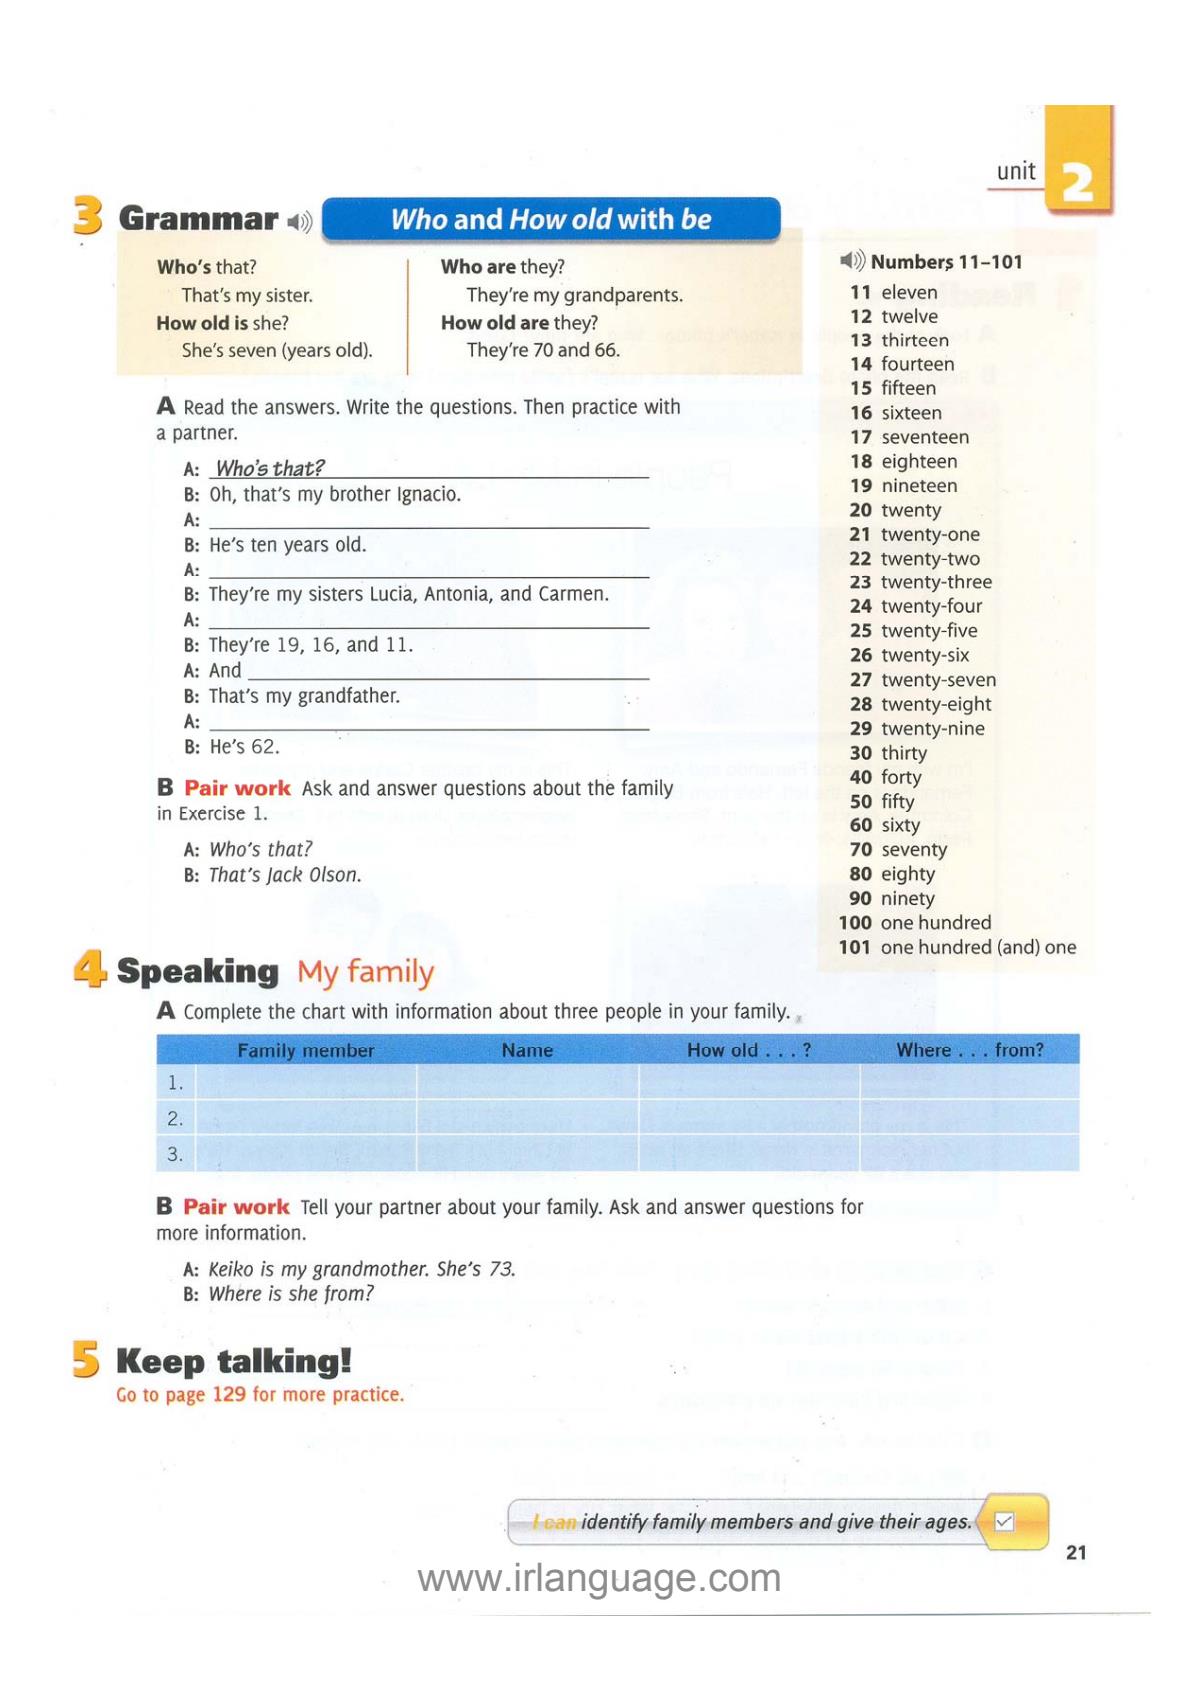 unit 2
3 Grammar Who and How old with be
Who's that?
That's my sister.
How old is she?
She's seven (years old).
Who are they?
They're my grandparents.
How old are they?
They're 70 and 66.
A Read the answers. Write the questions. Then practice with
a partner.
A: Who's that?
B: Oh, that's my brother Ignacio.
A:
B: He's ten years old.
A:
B: They're my sisters Lucia, Antonia, and Carmen.
A:
B: They're 19, 16, and 11.
A: And
B: That's my grandfather.
A:
B: He's 62.
B Pair work Ask and answer questions about the family
in Exercise 1.
A: Who's that?
B: That's Jack Olson.
Numbers 11–101
11 eleven
12 twelve
13 thirteen
14 fourteen
15 fifteen
16 sixteen
17 seventeen
18 eighteen
19 nineteen
20 twenty
21 twenty-one
22 twenty-two
23 twenty-three
24 twenty-four
25 twenty-five
26 twenty-six
27 twenty-seven
28 twenty-eight
29 twenty-nine
30 thirty
40 forty
50 fifty
60 sixty
70 seventy
80 eighty
90 ninety
100 one hundred
101 one hundred (and) one
4 Speaking My family
A Complete the chart with information about three people in your family.
Family member Name How old . . . ? Where . . . from?
1.
2.
3.
B Pair work Tell your partner about your family. Ask and answer questions for
more information.
A: Keiko is my grandmother. She's 73.
B: Where is she from?
5 Keep talking!
Go to page 129 for more practice.
I can identify family members and give their ages.
21
www.irlanguage.com